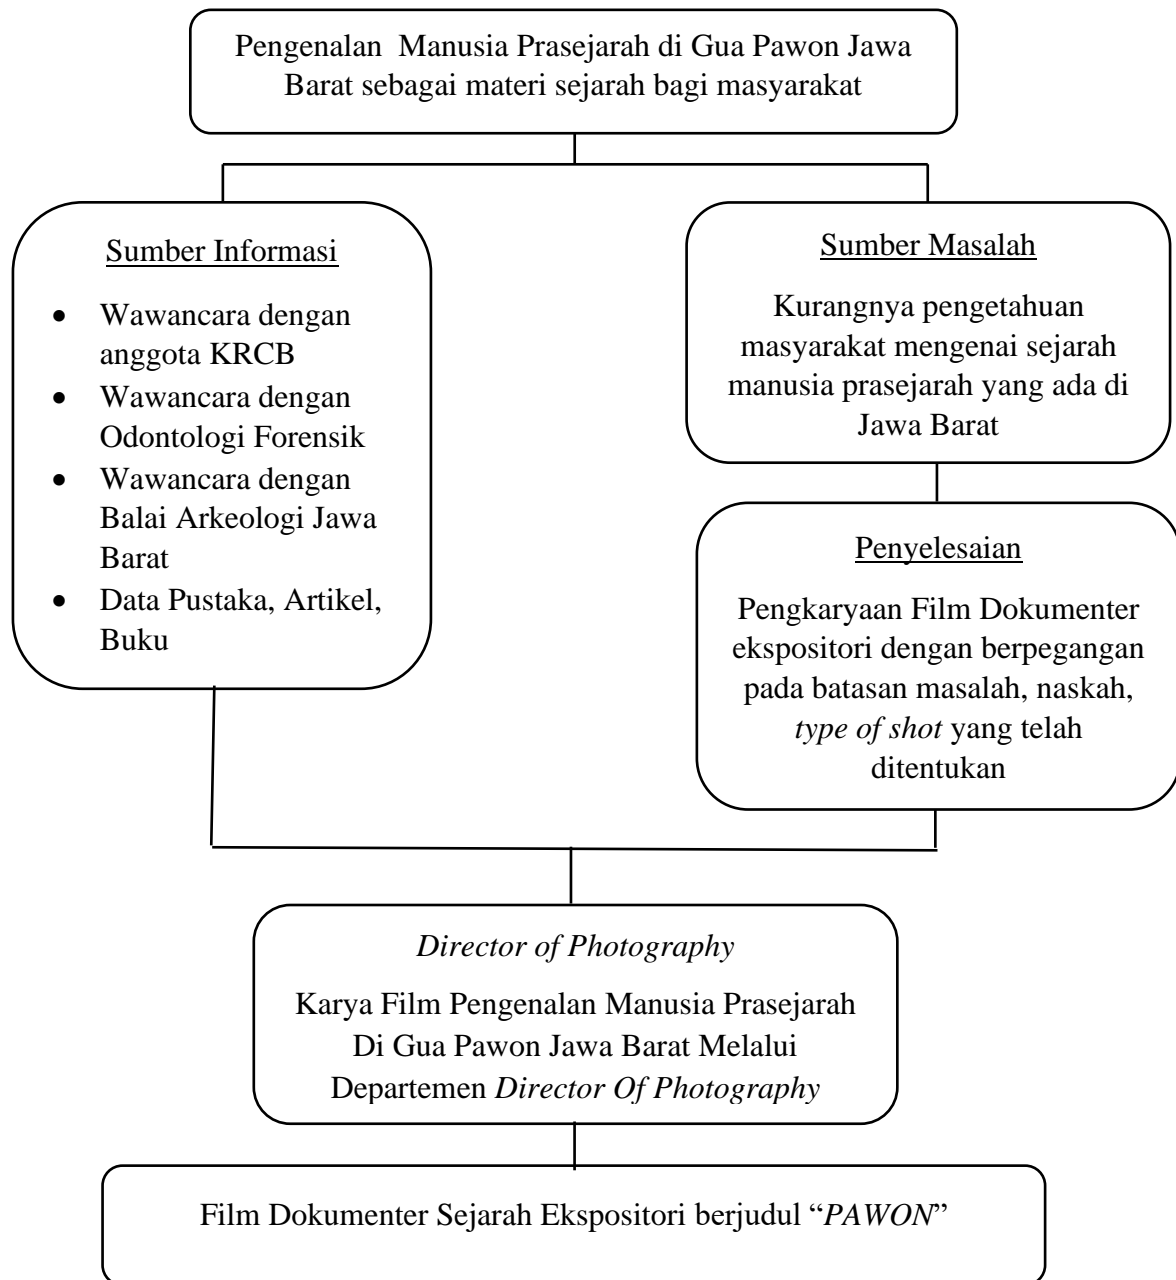 Pengenalan  Manusia Prasejarah di Gua Pawon Jawa
Barat sebagai materi sejarah bagi masyarakat
Sumber Informasi
• Wawancara dengan
anggota KRCB
• Wawancara dengan
Odontologi Forensik
• Wawancara dengan
Balai Arkeologi Jawa
Barat
• Data Pustaka, Artikel,
Buku
Sumber Masalah
Kurangnya pengetahuan
masyarakat mengenai sejarah
manusia prasejarah yang ada di
Jawa Barat
Penyelesaian
Pengkaryaan Film Dokumenter
ekspositori dengan berpegangan
pada batasan masalah, naskah,
type of shot yang telah
ditentukan
Director of Photography
Karya Film Pengenalan Manusia Prasejarah
Di Gua Pawon Jawa Barat Melalui
Departemen Director Of Photography
Film Dokumenter Sejarah Ekspositori berjudul “PAWON”